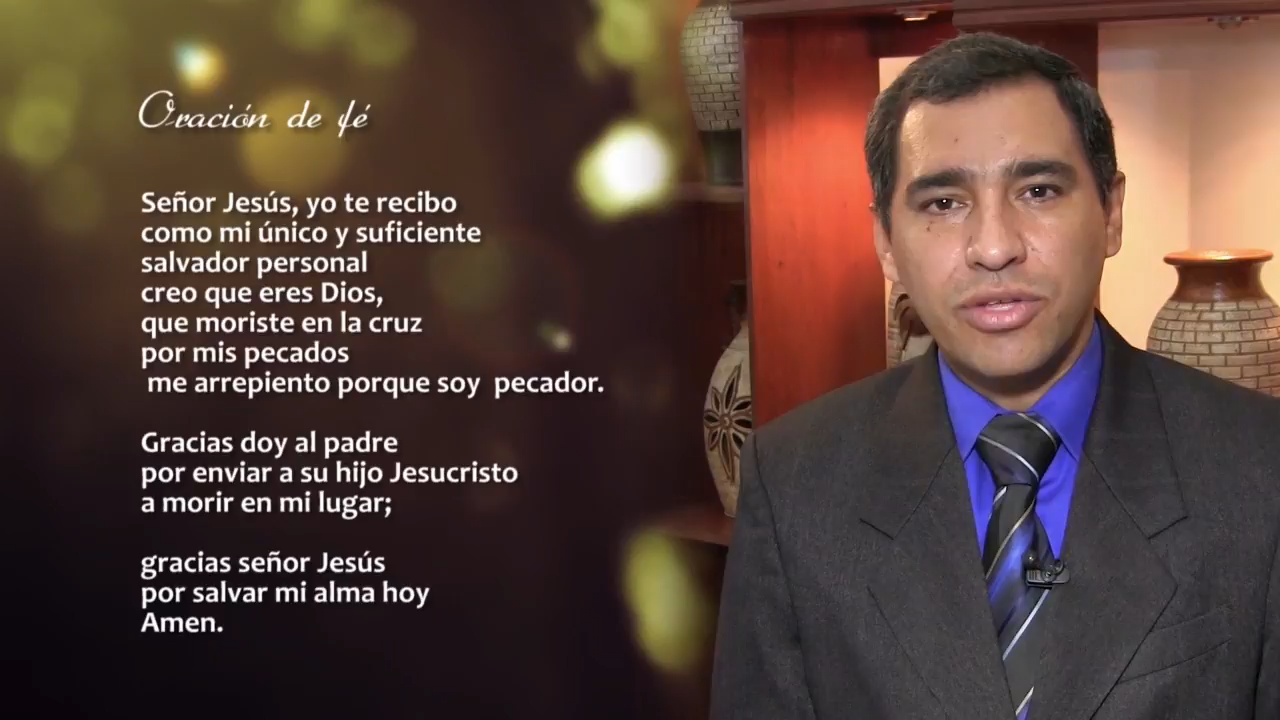 Oración de fé
Señor Jesús, yo te recibo
como mi único y suficiente
salvador personal
creo que eres Dios,
que moriste en la cruz
por mis pecados
me arrepiento porque soy pecador.
Gracias doy al padre
por enviar a su hijo Jesucristo
a morir en mi lugar;
gracias señor Jesús
por salvar mi alma hoy
Amen.